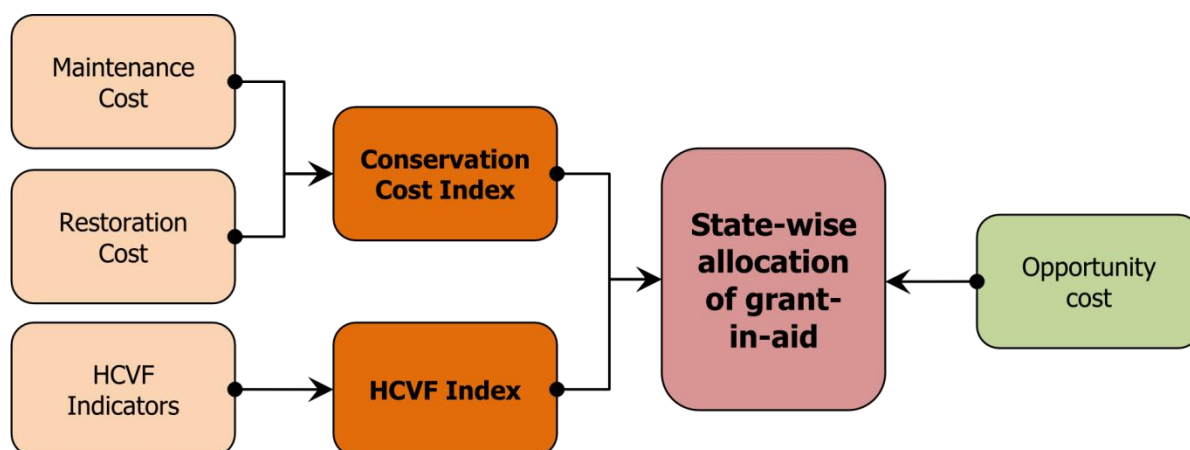 Maintenance
Cost
Restoration
Cost
HCVF
Indicators
Conservation
Cost Index
HCVF Index
State-wise
allocation
of grant-
in-aid
Opportunity
cost